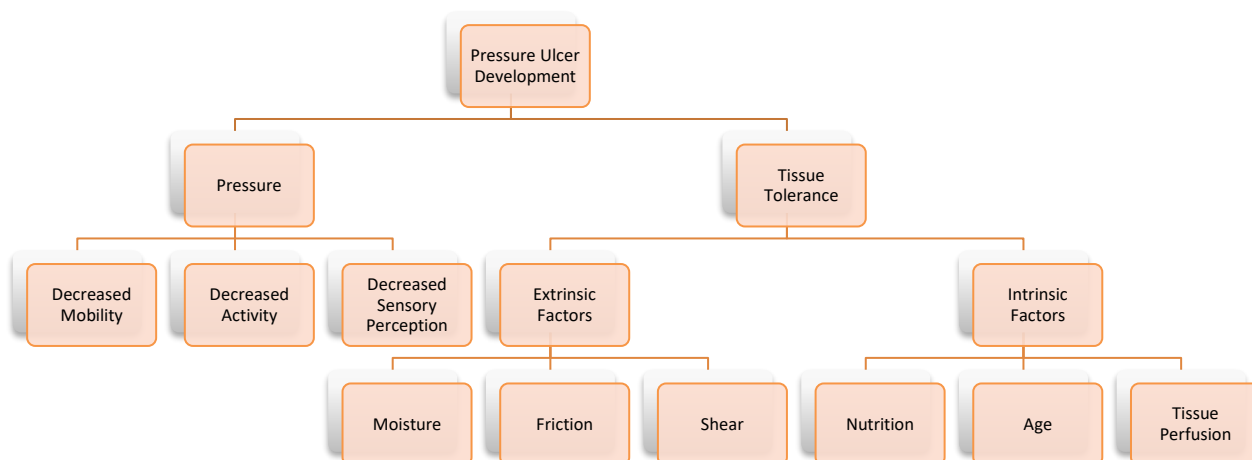 Pressure Ulcer
Development
Pressure
Tissue
Tolerance
Decreased
Mobility
Decreased
Activity
Decreased
Sensory
Perception
Extrinsic
Factors
Intrinsic
Factors
Moisture
Friction
Shear
Nutrition
Age
Tissue
Perfusion